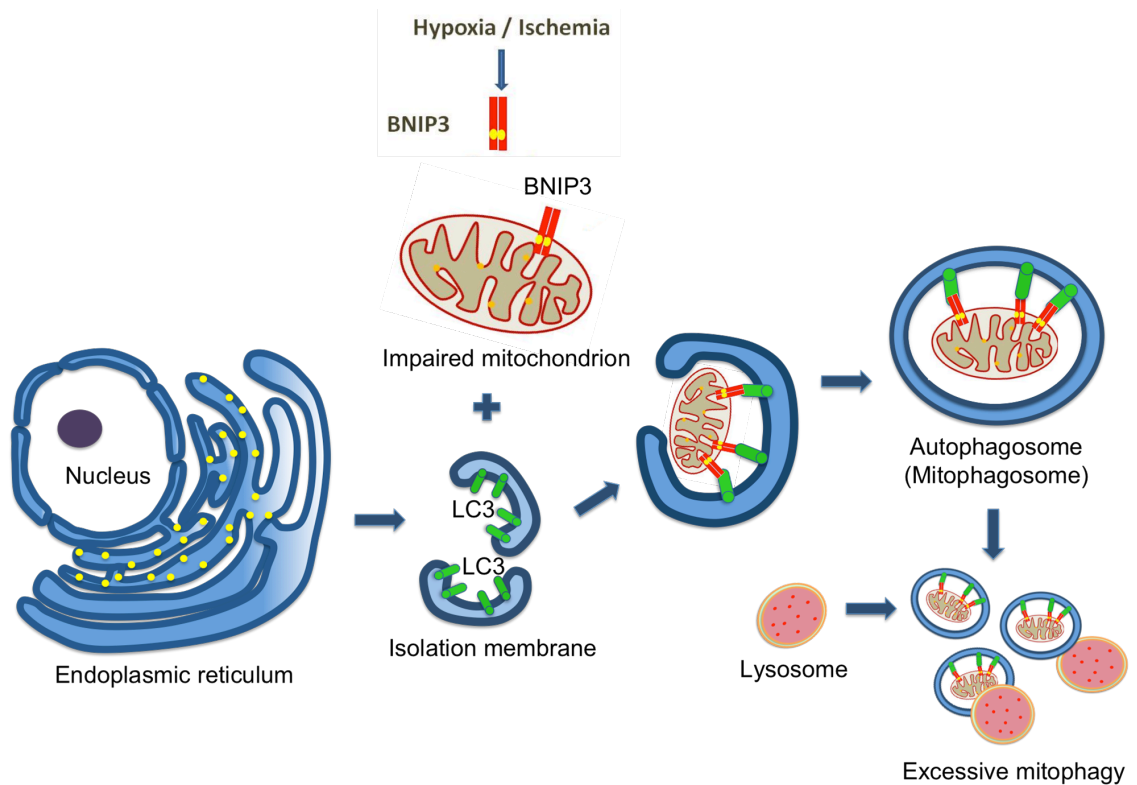 Hypoxia / Ischemia
BNIP3
BNIP3
Impaired mitochondrion
Nucleus
LC3
LC3
Isolation membrane
Endoplasmic reticulum
Autophagosome
(Mitophagosome)
Lysosome
Excessive mitophagy